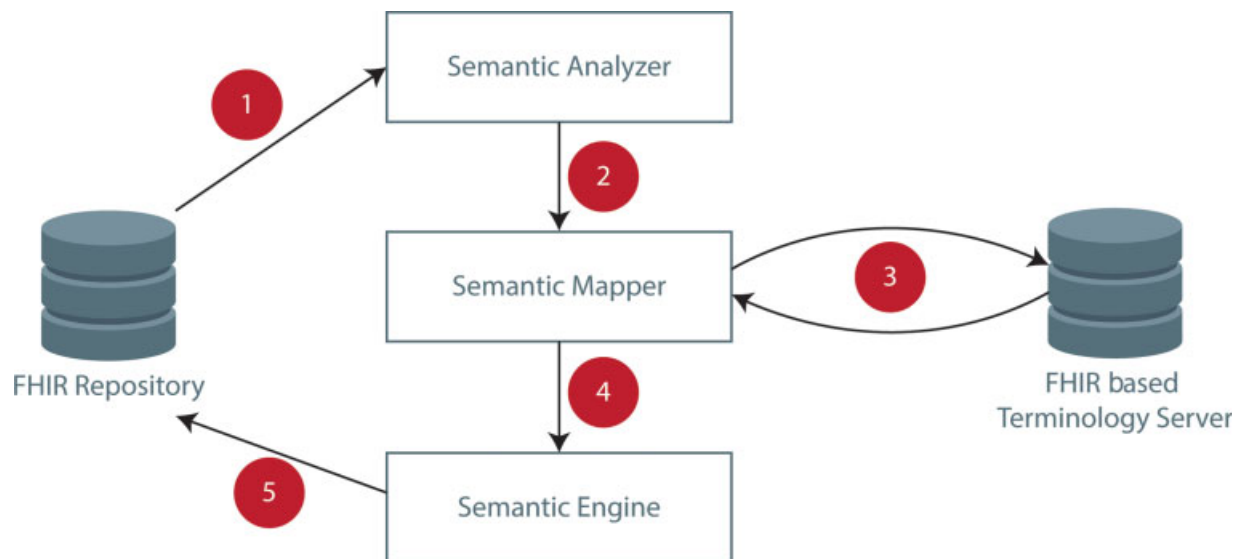 Semantic Analyzer
1
2
Semantic Mapper
3
FHIR Repository
FHIR based
Terminology Server
4
5
Semantic Engine